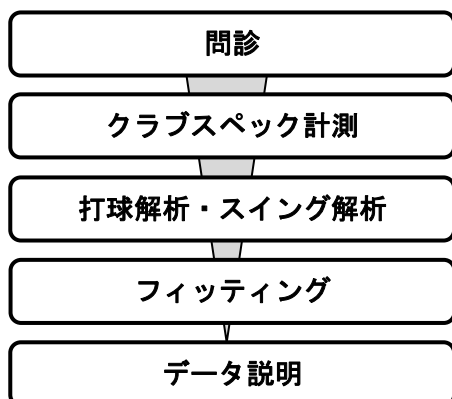 問診
クラブスペック計測
打球解析・スイング解析
フィッティング
データ説明